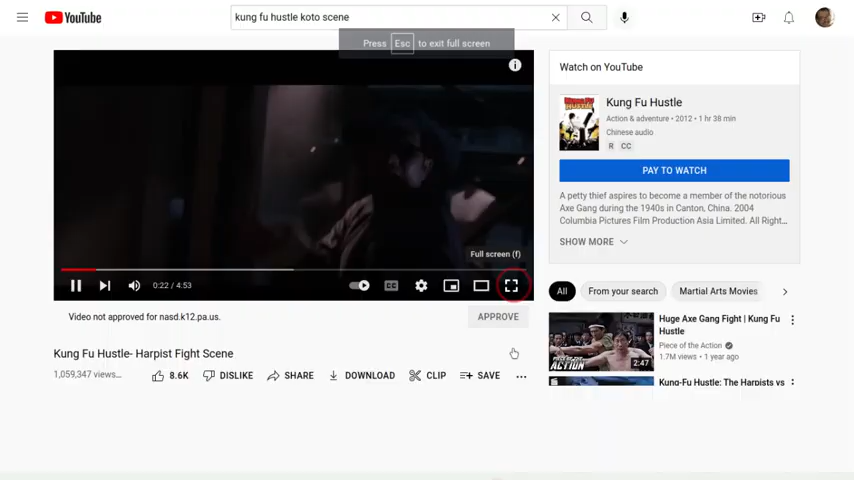 YouTube
kung fu hustle koto scene
Press Esc to exit full screen
Watch on YouTube
Kung Fu Hustle
Action & adventure • 2012 • 1 hr 38 min
Chinese audio
R CC
PAY TO WATCH
A petty thief aspires to become a member of the notorious
Axe Gang during the 1940s in Canton, China. 2004
Columbia Pictures Film Production Asia Limited. All Right...
SHOW MORE
Full screen (f)
0:22 / 4:53
CC
Video not approved for nasd.k12.pa.us.
APPROVE
Kung Fu Hustle- Harpist Fight Scene
1,059,347 views...
8.6K
DISLIKE
SHARE
DOWNLOAD
CLIP
SAVE
All
From your search
Martial Arts Movies
Huge Axe Gang Fight | Kung Fu
Hustle
Piece of the Action
1.7M views • 1 year ago
PIECE OF THE
ACTION
2:47
Kung-Fu Hustle: The Harpists vs